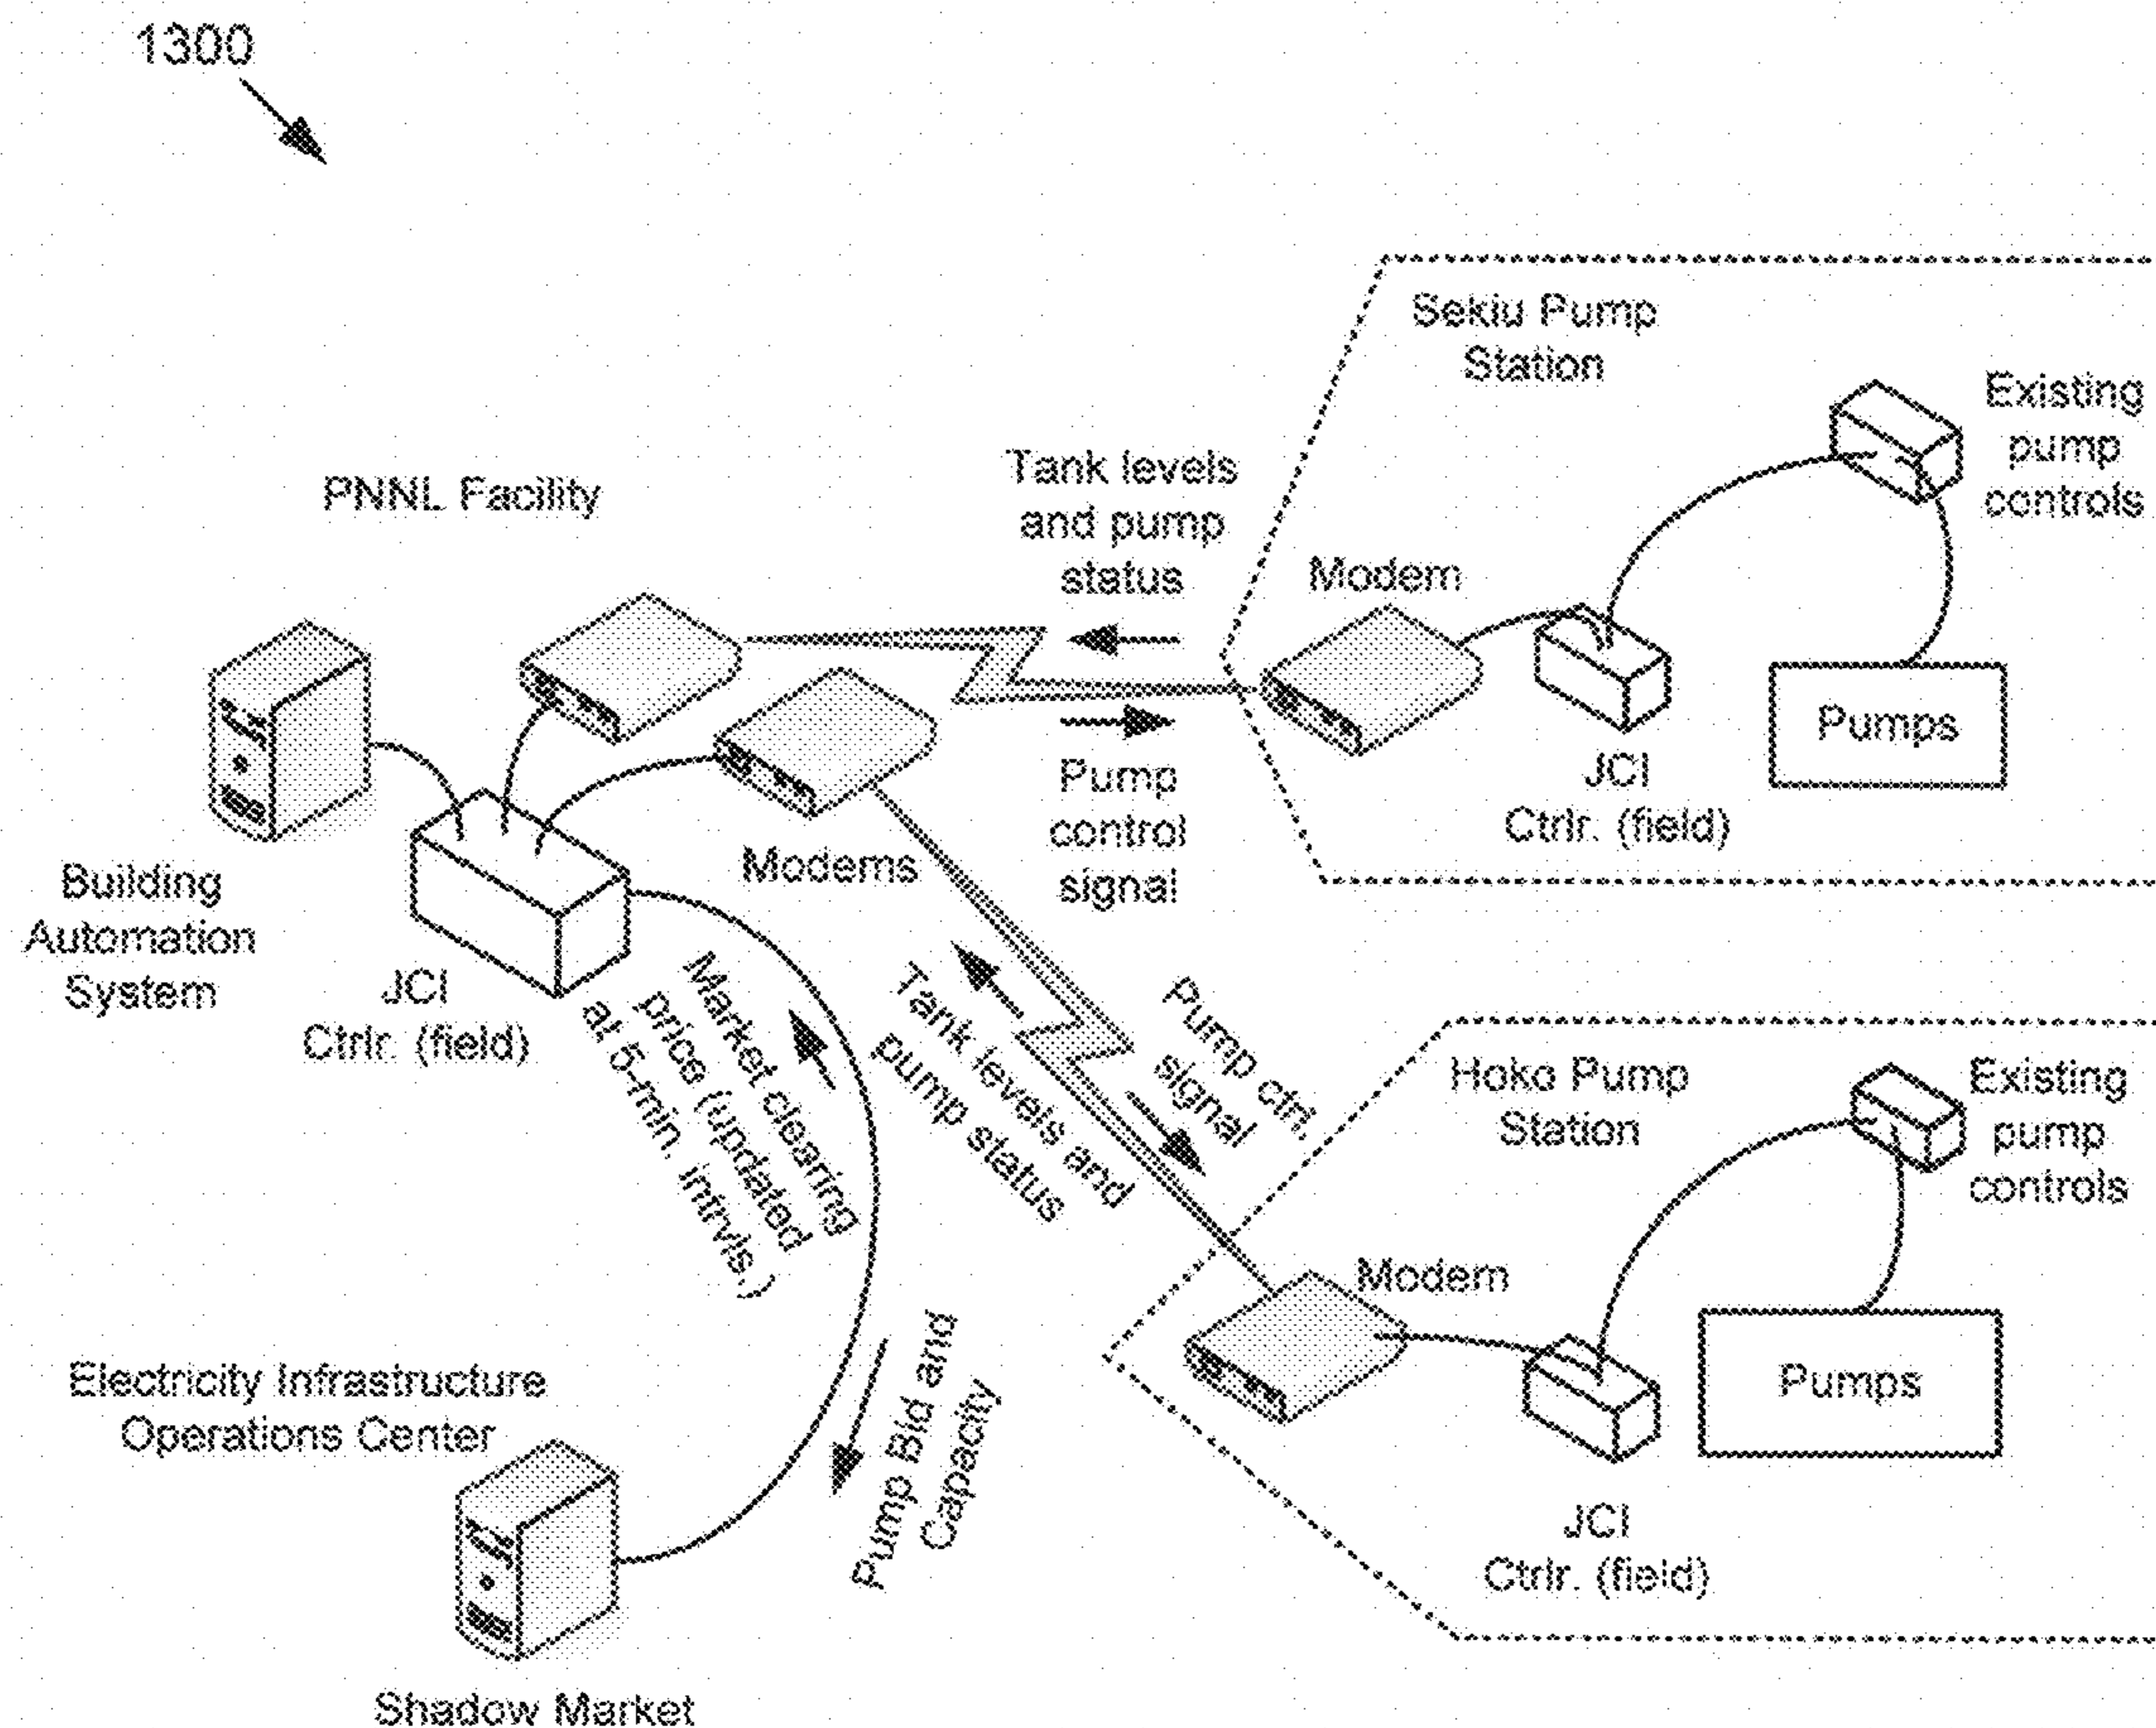 1300
Sekiu Pump
Station
Existing
pump
controls
Tank levels
and pump
status
PNNL Facility
Modem
Pumps
JCI
Ctrlr. (field)
Pump
control
signal
Modems
Building
Automation
System
JCI
Ctrlr. (field)
Market clearing
price (updated
at 5-min. intrvls.)
Tank levels and
pump status
Pump ctrl.
signal
Hoko Pump
Station
Existing
pump
controls
Modem
Pumps
JCI
Ctrlr. (field)
Pump Bid and
Capacity
Electricity Infrastructure
Operations Center
Shadow Market